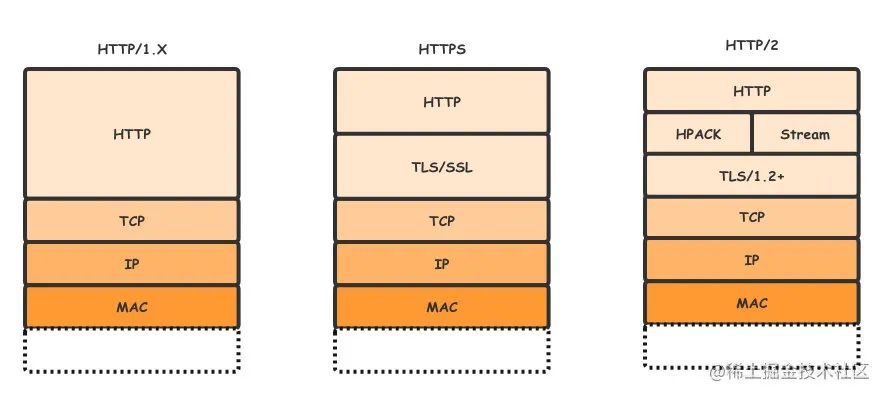 HTTP/1.X
HTTP
TCP
IP
MAC
HTTPS
HTTP
TLS/SSL
TCP
IP
MAC
HTTP/2
HTTP
HPACK Stream
TLS/1.2+
TCP
IP
MAC
@稀土掘金技术社区